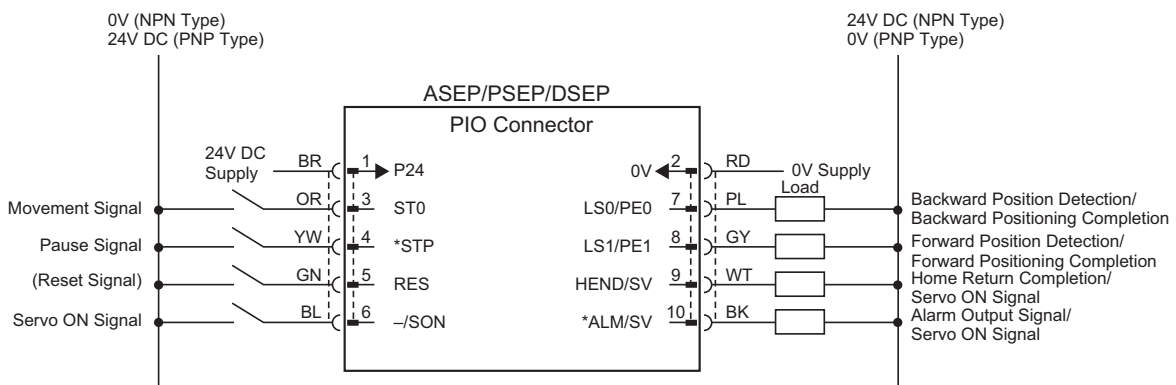 0V (NPN Type)
24V DC (PNP Type)
24V DC (NPN Type)
0V (PNP Type)
ASEP/PSEP/DSEP
PIO Connector
24V DC
Supply
BR
1
P24
0V
2
RD
0V Supply
Load
Movement Signal
OR
3
ST0
LS0/PE0
7
PL
Backward Position Detection/
Backward Positioning Completion
Pause Signal
YW
4
*STP
LS1/PE1
8
GY
Forward Position Detection/
Forward Positioning Completion
(Reset Signal)
GN
5
RES
HEND/SV
9
WT
Home Return Completion/
Servo ON Signal
Servo ON Signal
BL
6
–/SON
*ALM/SV
10
BK
Alarm Output Signal/
Servo ON Signal